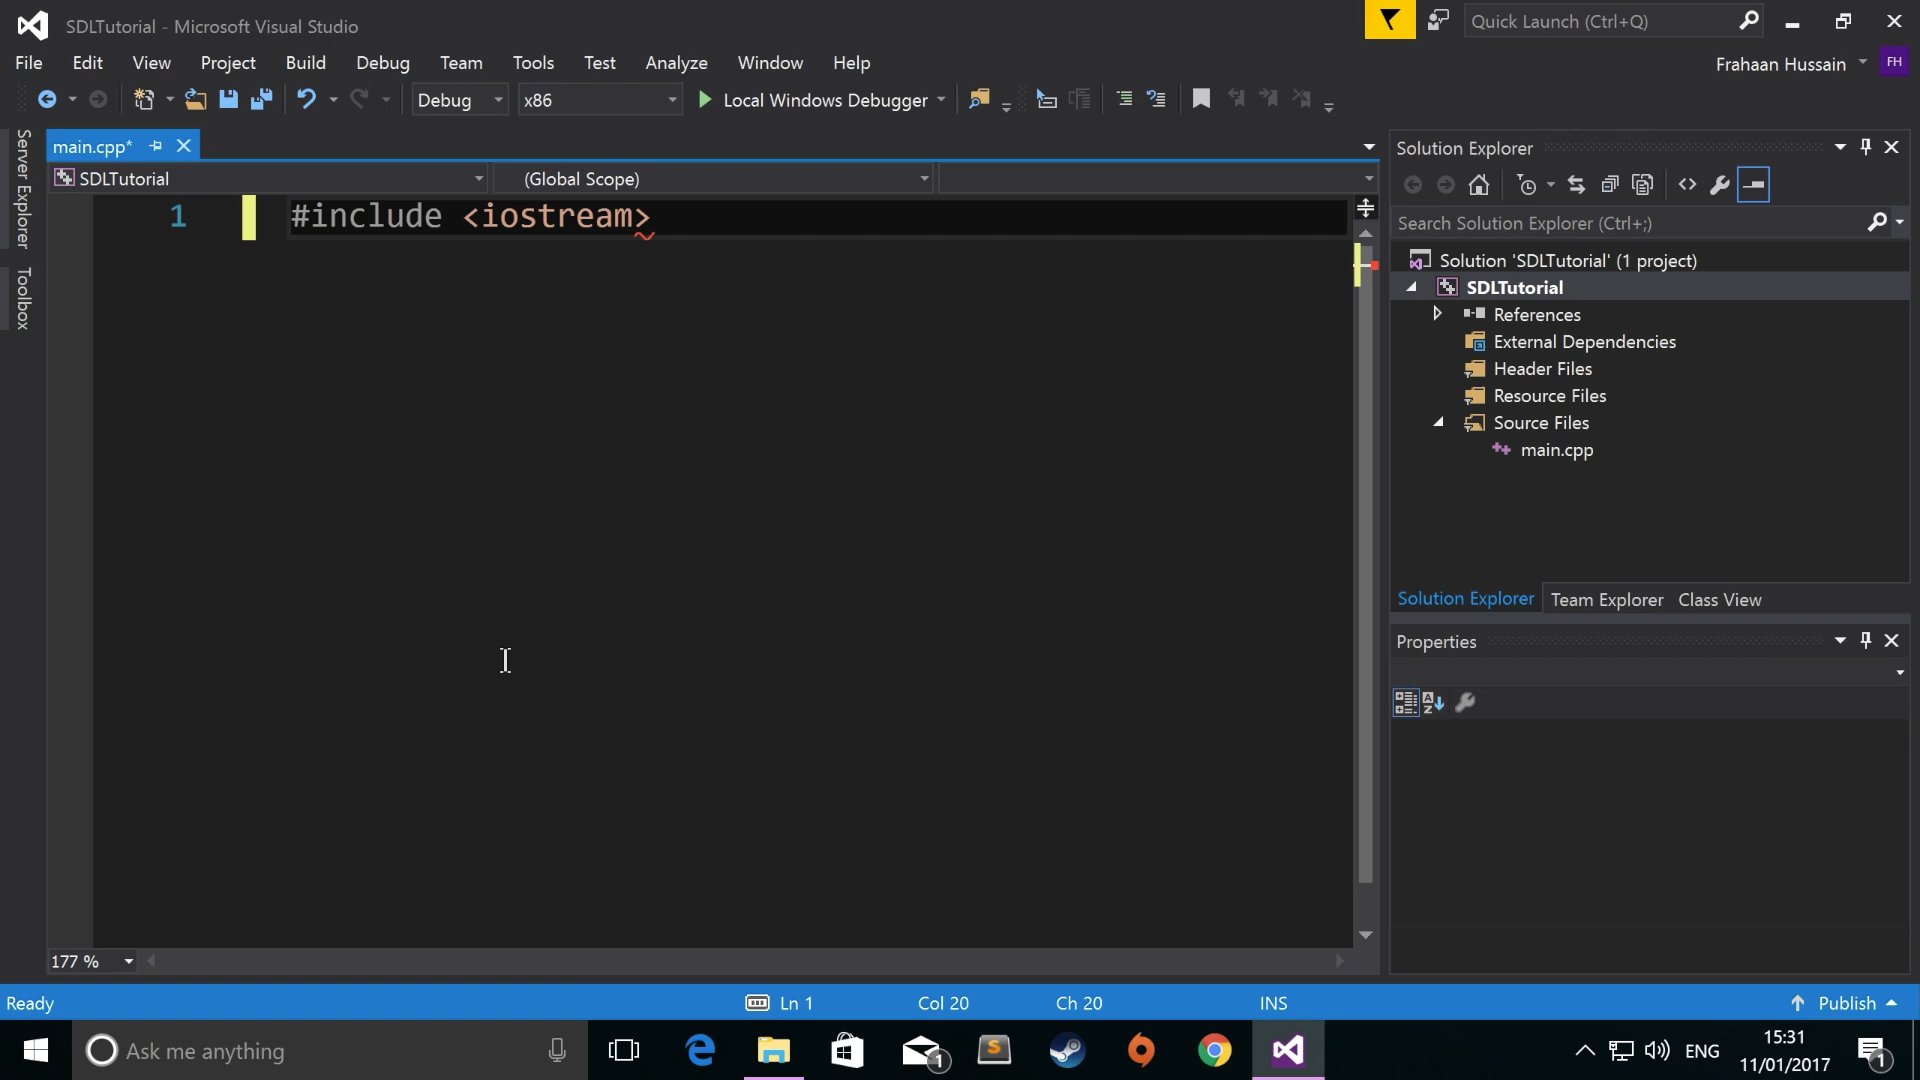 SDLTutorial - Microsoft Visual Studio
Quick Launch (Ctrl+Q)
File Edit View Project Build Debug Team Tools Test Analyze Window Help
Frahaan Hussain FH
Debug x86 Local Windows Debugger
Server Explorer
Toolbox
main.cpp*
SDLTutorial (Global Scope)
1 #include <iostream>
177 %
Solution Explorer
Search Solution Explorer (Ctrl+;)
Solution 'SDLTutorial' (1 project)
SDLTutorial
References
External Dependencies
Header Files
Resource Files
Source Files
main.cpp
Solution Explorer Team Explorer Class View
Properties
Ready Ln 1 Col 20 Ch 20 INS Publish
Ask me anything
1
S
ENG
15:31
11/01/2017
1